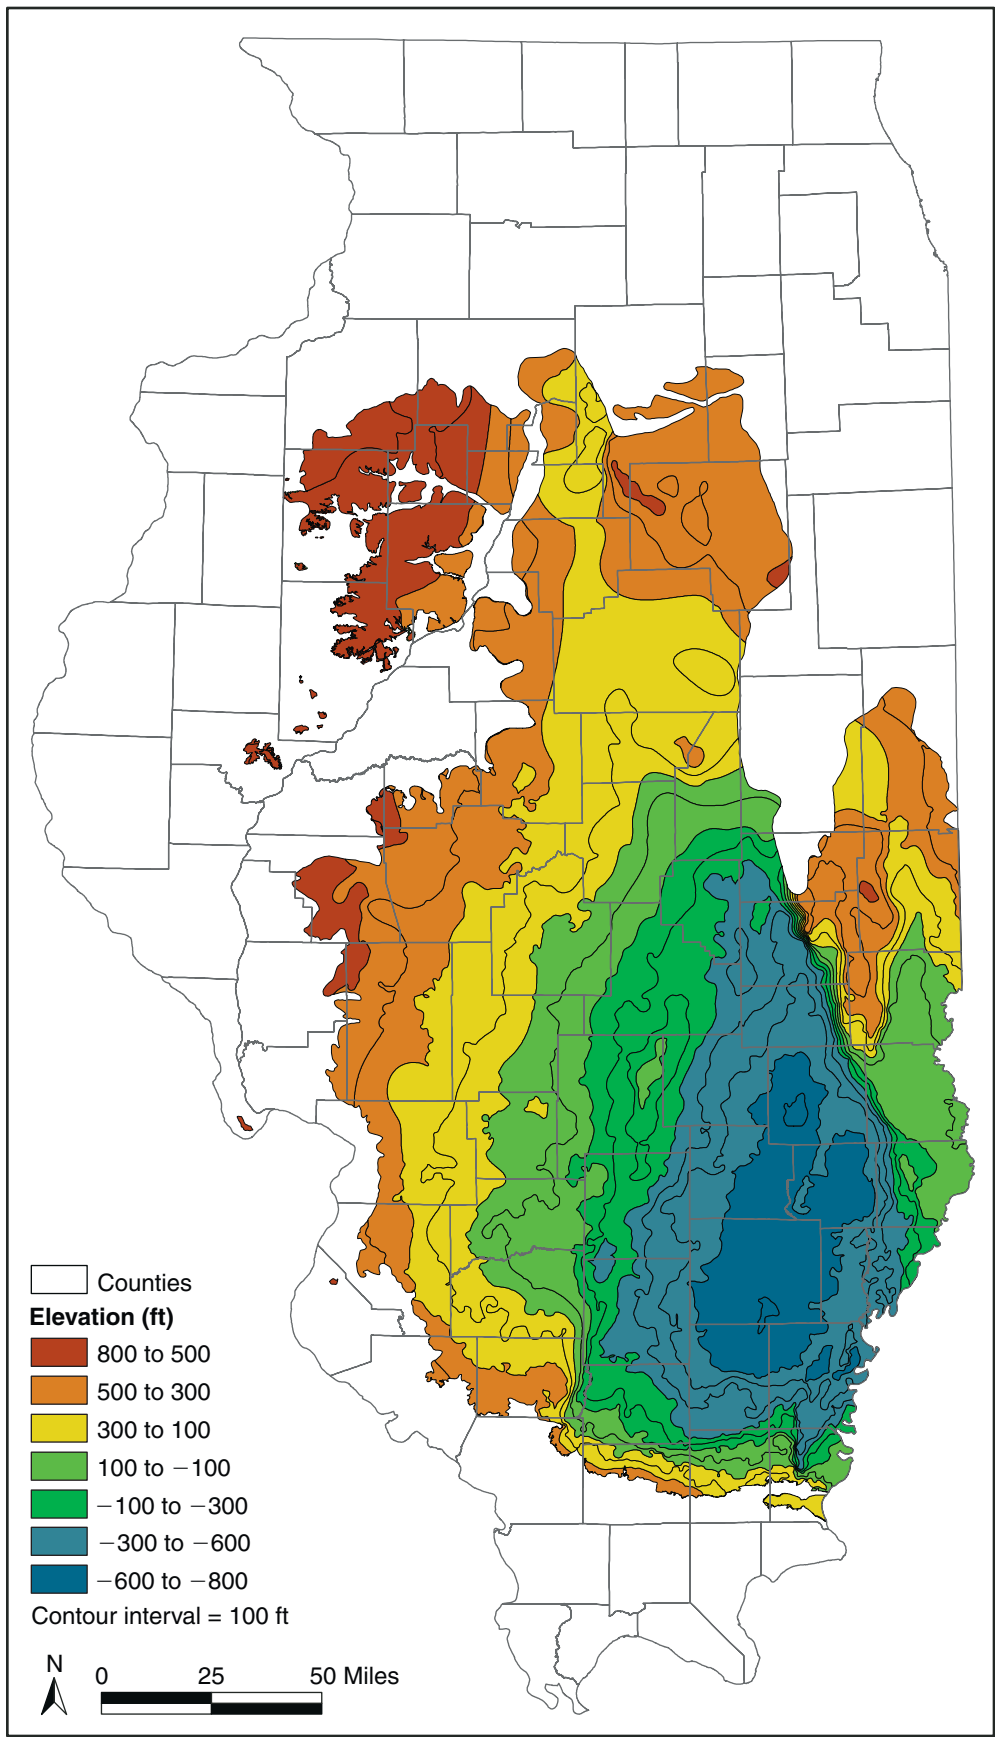 Counties
Elevation (ft)
800 to 500
500 to 300
300 to 100
100 to −100
−100 to −300
−300 to −600
−600 to −800
Contour interval = 100 ft
N
0 25 50 Miles